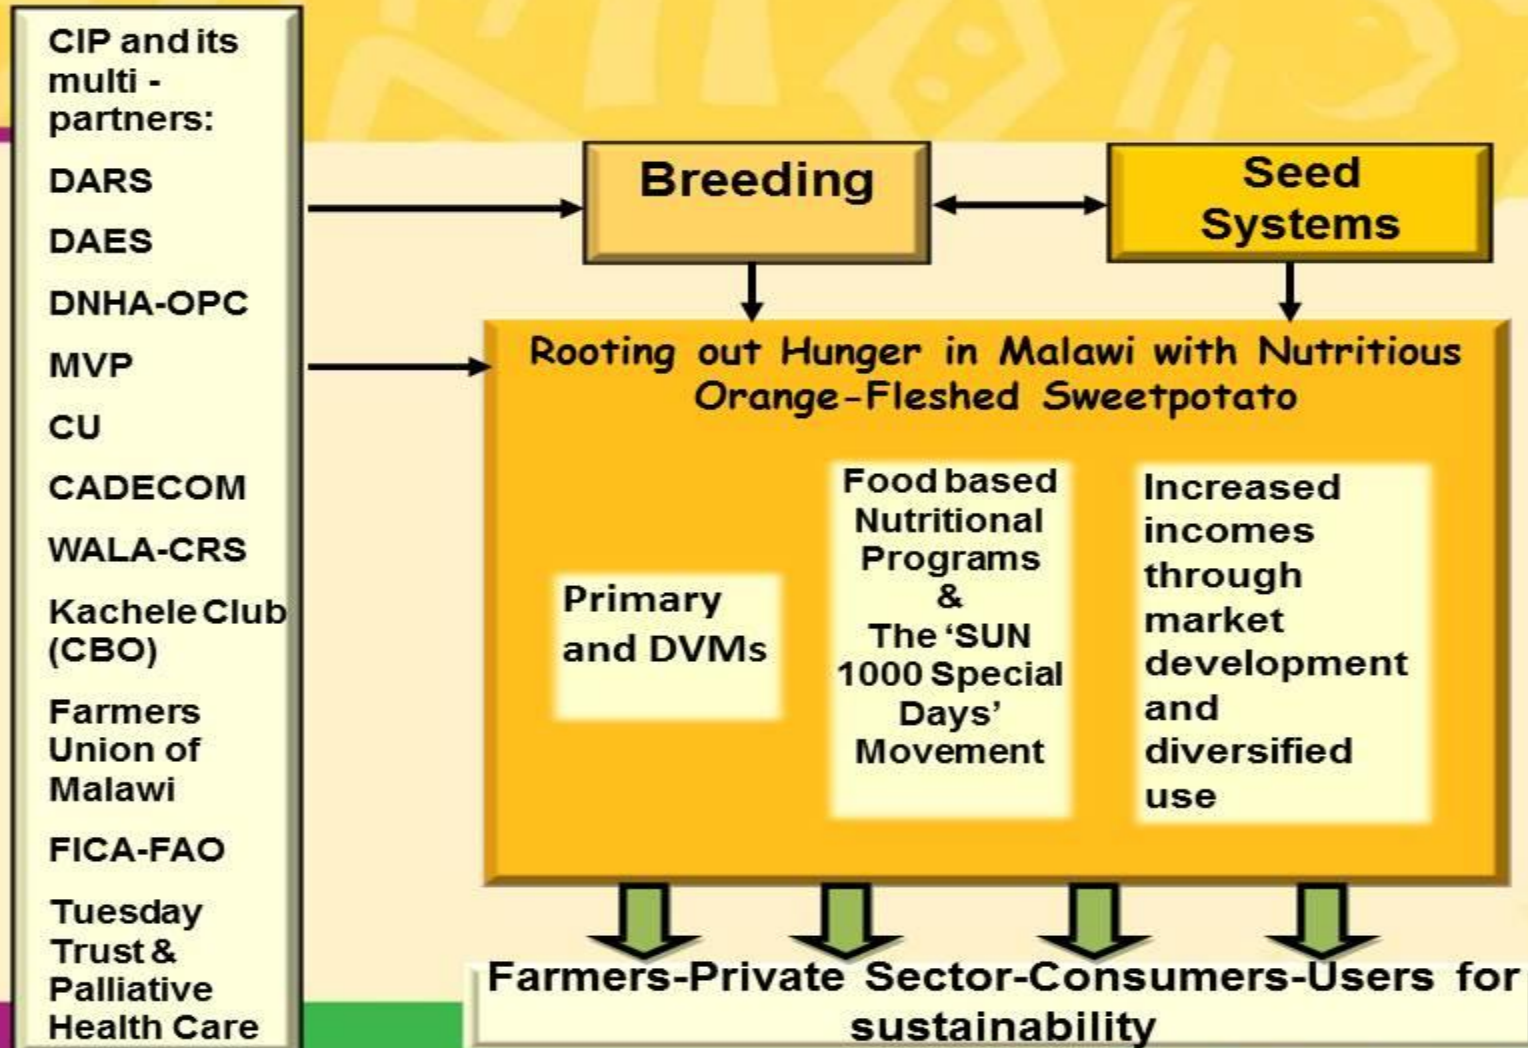 CIP and its
multi -
partners:
DARS
DAES
DNHA-OPC
MVP
CU
CADECOM
WALA-CRS
Kachele Club
(CBO)
Farmers
Union of
Malawi
FICA-FAO
Tuesday
Trust &
Palliative
Health Care
Breeding
Seed
Systems
Rooting out Hunger in Malawi with Nutritious
Orange-Fleshed Sweetpotato
Primary
and DVMs
Food based
Nutritional
Programs
&
The ‘SUN
1000 Special
Days’
Movement
Increased
incomes
through
market
development
and
diversified
use
Farmers-Private Sector-Consumers-Users for
sustainability